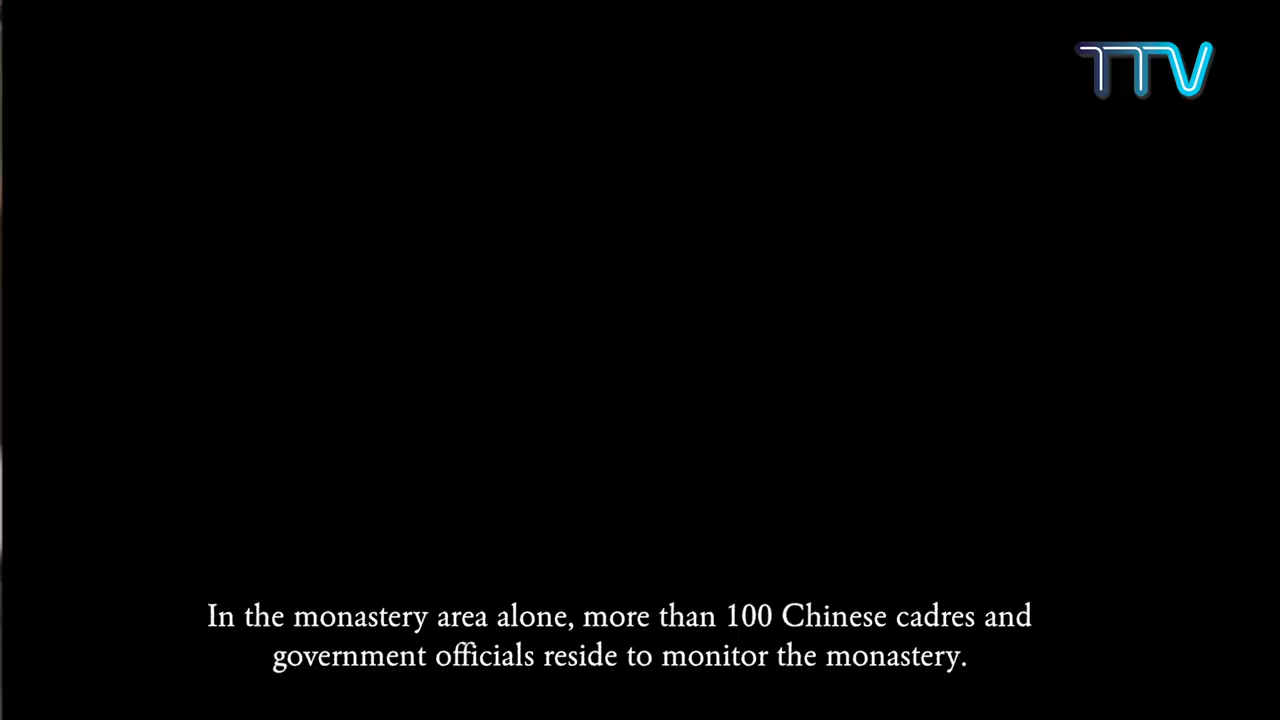 TTV
In the monastery area alone, more than 100 Chinese cadres and
government officials reside to monitor the monastery.